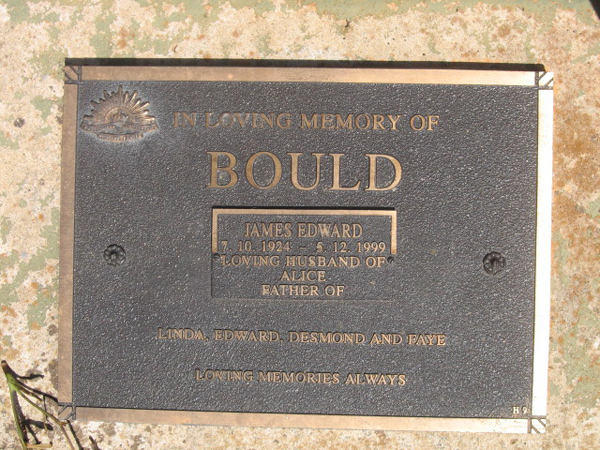 IN LOVING MEMORY OF
BOULD
JAMES EDWARD
7. 10. 1924 - 5. 12. 1999
LOVING HUSBAND OF
ALICE
FATHER OF
LINDA, EDWARD, DESMOND AND FAYE
LOVING MEMORIES ALWAYS